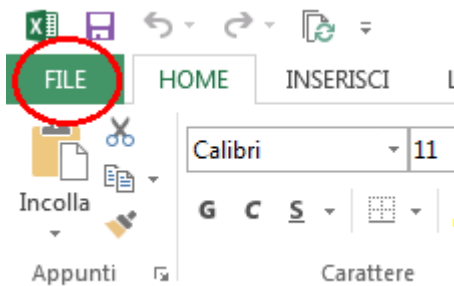 FILE HOME INSERISCI
Calibri 11
Incolla G C S
Appunti Carattere